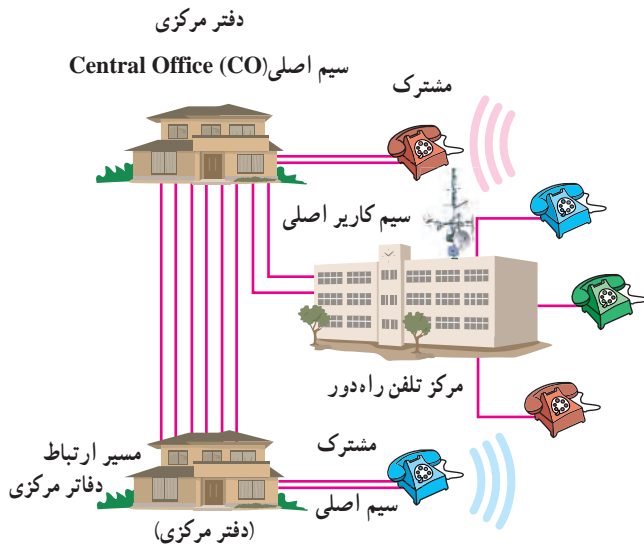 دفتر مرکزی
سیم اصلی Central Office (CO)
مشترک
سیم کاریر اصلی
مرکز تلفن راه‌دور
مسیر ارتباط
دفاتر مرکزی
مشترک
سیم اصلی
(دفتر مرکزی)